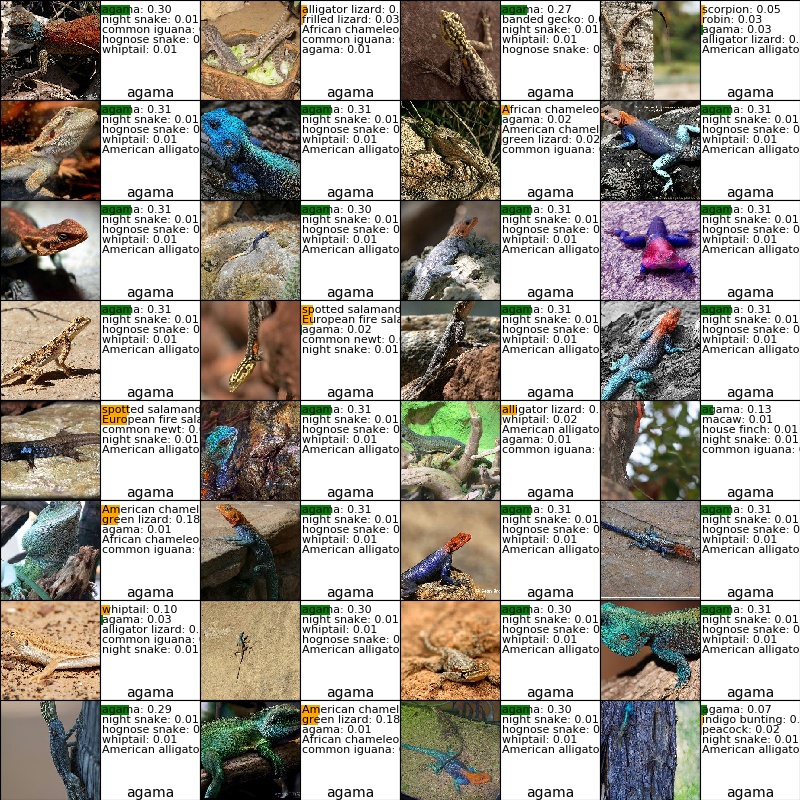 agama: 0.30
night snake: 0.01
common iguana: 0.01
hognose snake: 0
whiptail: 0.01
agama
alligator lizard: 0.
frilled lizard: 0.03
African chameleo
common iguana:
agama: 0.01
agama
agama: 0.27
banded gecko: 0.0
night snake: 0.01
whiptail: 0.01
hognose snake: 0
agama
scorpion: 0.05
robin: 0.03
agama: 0.03
alligator lizard: 0.
American alligato
agama
agama: 0.31
night snake: 0.01
hognose snake: 0
whiptail: 0.01
American alligato
agama
agama: 0.31
night snake: 0.01
hognose snake: 0
whiptail: 0.01
American alligato
agama
African chameleo
agama: 0.02
American chamel
green lizard: 0.02
common iguana:
agama
agama: 0.31
night snake: 0.01
hognose snake: 0
whiptail: 0.01
American alligato
agama
agama: 0.31
night snake: 0.01
hognose snake: 0
whiptail: 0.01
American alligato
agama
agama: 0.30
night snake: 0.01
hognose snake: 0
whiptail: 0.01
American alligato
agama
agama: 0.31
night snake: 0.01
hognose snake: 0
whiptail: 0.01
American alligato
agama
agama: 0.31
night snake: 0.01
hognose snake: 0
whiptail: 0.01
American alligato
agama
agama: 0.31
night snake: 0.01
hognose snake: 0
whiptail: 0.01
American alligato
agama
spotted salamand
European fire sala
agama: 0.02
common newt: 0.
night snake: 0.01
agama
agama: 0.31
night snake: 0.01
hognose snake: 0
whiptail: 0.01
American alligato
agama
agama: 0.31
night snake: 0.01
hognose snake: 0
whiptail: 0.01
American alligato
agama
spotted salamand
European fire sala
common newt: 0.
night snake: 0.01
agama: 0.01
agama
agama: 0.31
night snake: 0.01
hognose snake: 0
whiptail: 0.01
American alligato
agama
alligator lizard: 0.
whiptail: 0.02
American alligato
agama: 0.01
common iguana:
agama
agama: 0.13
macaw: 0.01
house finch: 0.01
night snake: 0.01
common iguana:
agama
American chamel
green lizard: 0.18
agama: 0.01
African chameleo
common iguana:
agama
agama: 0.31
night snake: 0.01
hognose snake: 0
whiptail: 0.01
American alligato
agama
agama: 0.31
night snake: 0.01
hognose snake: 0
whiptail: 0.01
American alligato
agama
agama: 0.31
night snake: 0.01
hognose snake: 0
whiptail: 0.01
American alligato
agama
whiptail: 0.10
agama: 0.03
alligator lizard: 0.
common iguana:
night snake: 0.01
agama
agama: 0.30
night snake: 0.01
whiptail: 0.01
hognose snake: 0
American alligato
agama
agama: 0.30
night snake: 0.01
hognose snake: 0
whiptail: 0.01
American alligato
agama
agama: 0.31
night snake: 0.01
hognose snake: 0
whiptail: 0.01
American alligato
agama
agama: 0.29
night snake: 0.01
hognose snake: 0
whiptail: 0.01
American alligato
agama
American chamel
green lizard: 0.18
agama: 0.01
African chameleo
common iguana:
agama
agama: 0.30
night snake: 0.01
hognose snake: 0
whiptail: 0.01
American alligato
agama
agama: 0.07
indigo bunting: 0.
peacock: 0.02
night snake: 0.01
American alligato
agama